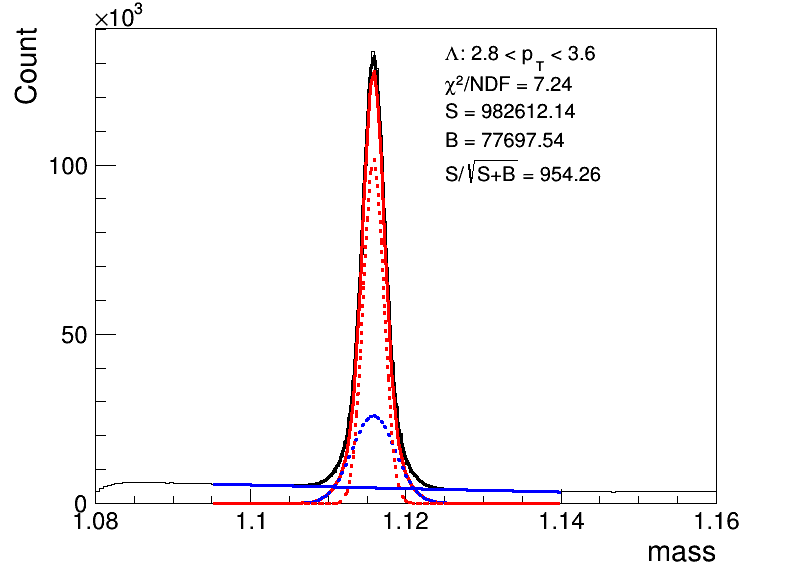 ×10³
Count
Λ: 2.8 < p_T < 3.6
χ²/NDF = 7.24
S = 982612.14
B = 77697.54
S/√S+B = 954.26
100
50
0
1.08 1.1 1.12 1.14 1.16
mass